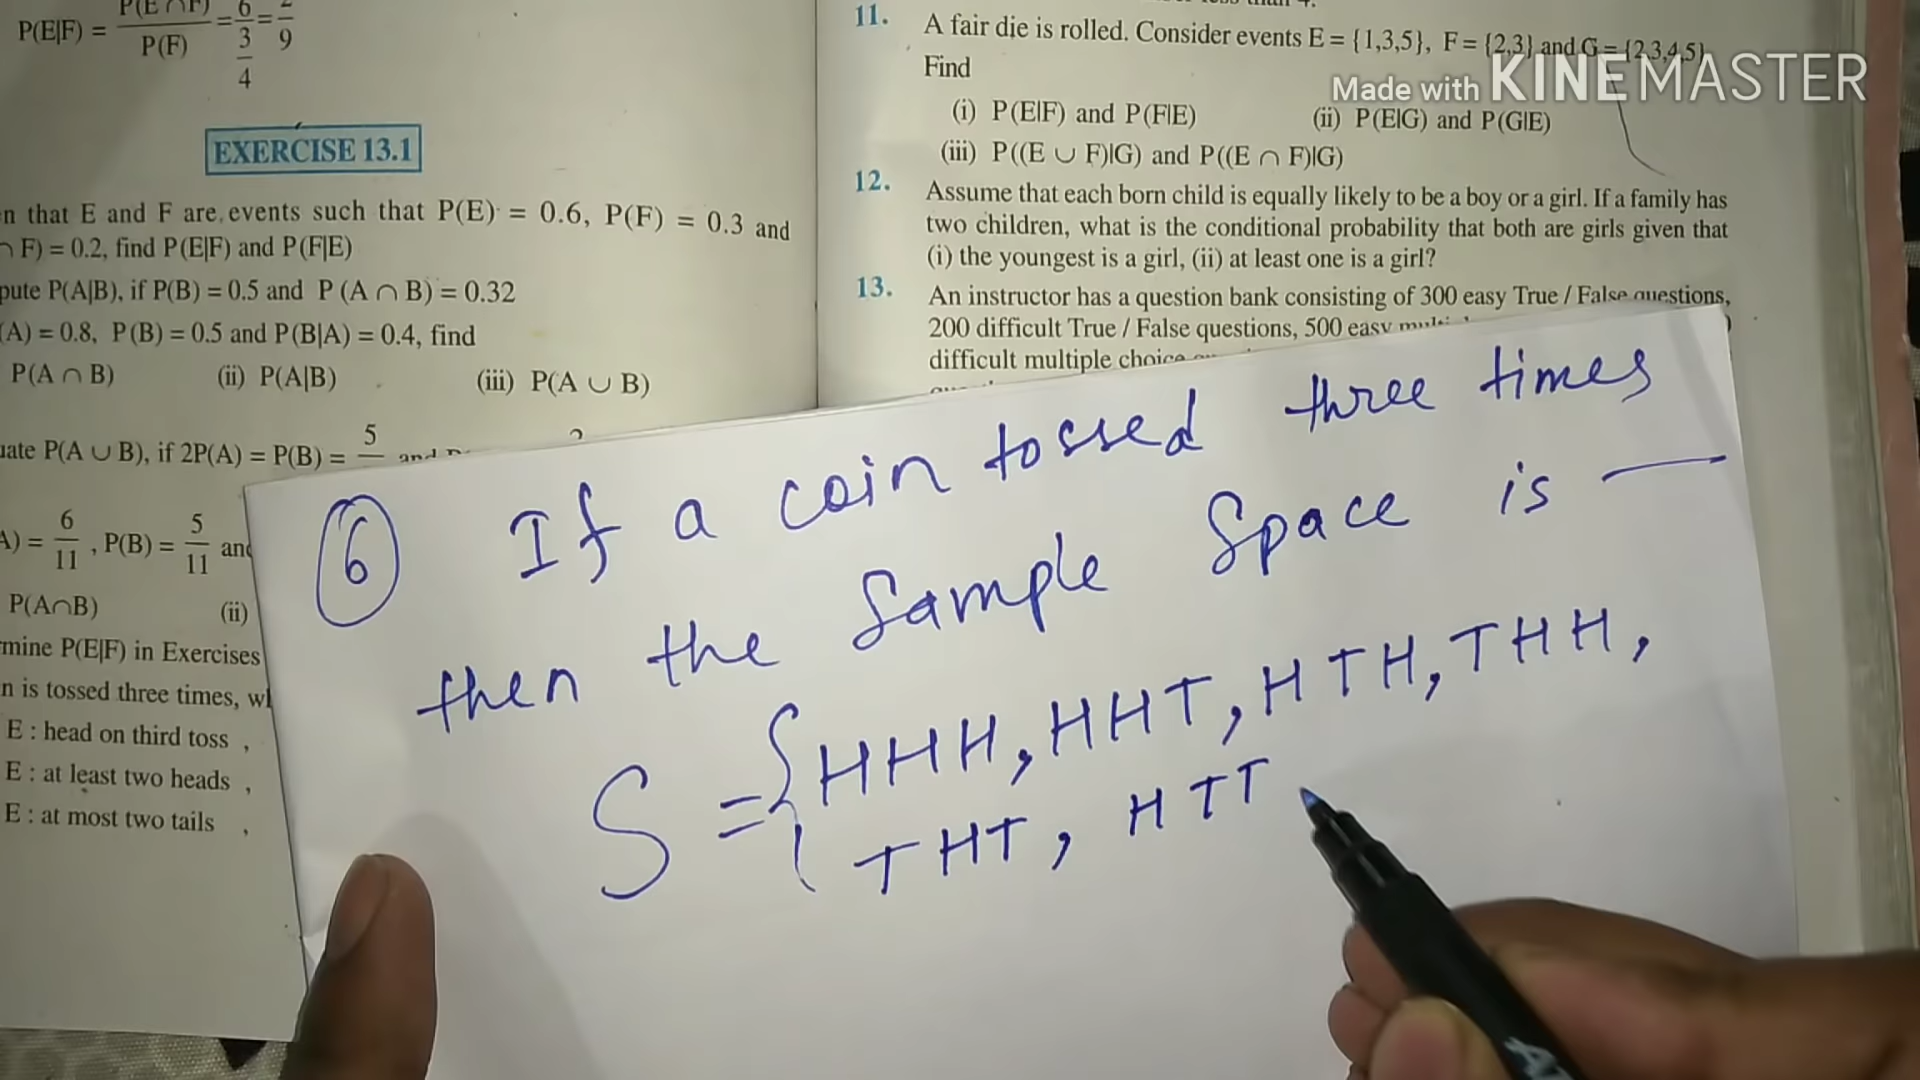 P(E|F) = P(E∩F)/P(F) = 6/(3/4) = /9
EXERCISE 13.1
n that E and F are events such that P(E) = 0.6, P(F) = 0.3 and
∩ F) = 0.2, find P(E|F) and P(F|E)
pute P(A|B), if P(B) = 0.5 and P (A ∩ B) = 0.32
(A) = 0.8, P(B) = 0.5 and P(B|A) = 0.4, find
P(A ∩ B) (ii) P(A|B) (iii) P(A ∪ B)
uate P(A ∪ B), if 2P(A) = P(B) = 5
A) = 6/11 , P(B) = 5/11 and
P(A∩B) (ii)
mine P(E|F) in Exercises
n is tossed three times,
E : head on third toss ,
E : at least two heads ,
E : at most two tails ,
11. A fair die is rolled. Consider events E = {1,3,5}, F = {2,3} and G = {2,3,4,5}
Find
(i) P(E|F) and P(F|E) (ii) P(E|G) and P(G|E)
(iii) P((E ∪ F)|G) and P((E ∩ F)|G)
12. Assume that each born child is equally likely to be a boy or a girl. If a family has
two children, what is the conditional probability that both are girls given that
(i) the youngest is a girl, (ii) at least one is a girl?
13. An instructor has a question bank consisting of 300 easy True / False questions,
200 difficult True / False questions, 500 easy
difficult multiple choice
Made with KINEMASTER
6 If a coin tossed three times
then the Sample Space is —
S = { HHH, HHT, HTH, THH,
THT, HTT